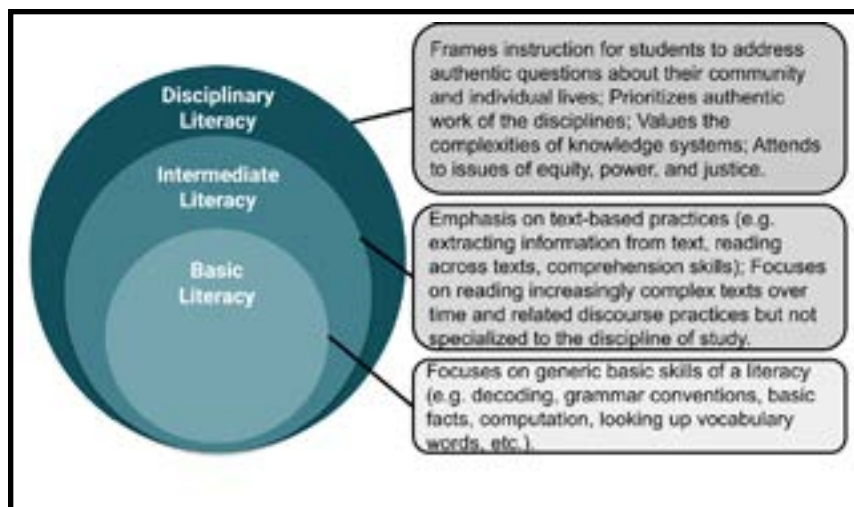 Disciplinary
Literacy
Intermediate
Literacy
Basic
Literacy
Frames instruction for students to address
authentic questions about their community
and individual lives; Prioritizes authentic
work of the disciplines; Values the
complexities of knowledge systems; Attends
to issues of equity, power, and justice.
Emphasis on text-based practices (e.g.
extracting information from text, reading
across texts, comprehension skills); Focuses
on reading increasingly complex texts over
time and related discourse practices but not
specialized to the discipline of study.
Focuses on generic basic skills of a literacy
(e.g. decoding, grammar conventions, basic
facts, computation, looking up vocabulary
words, etc.).